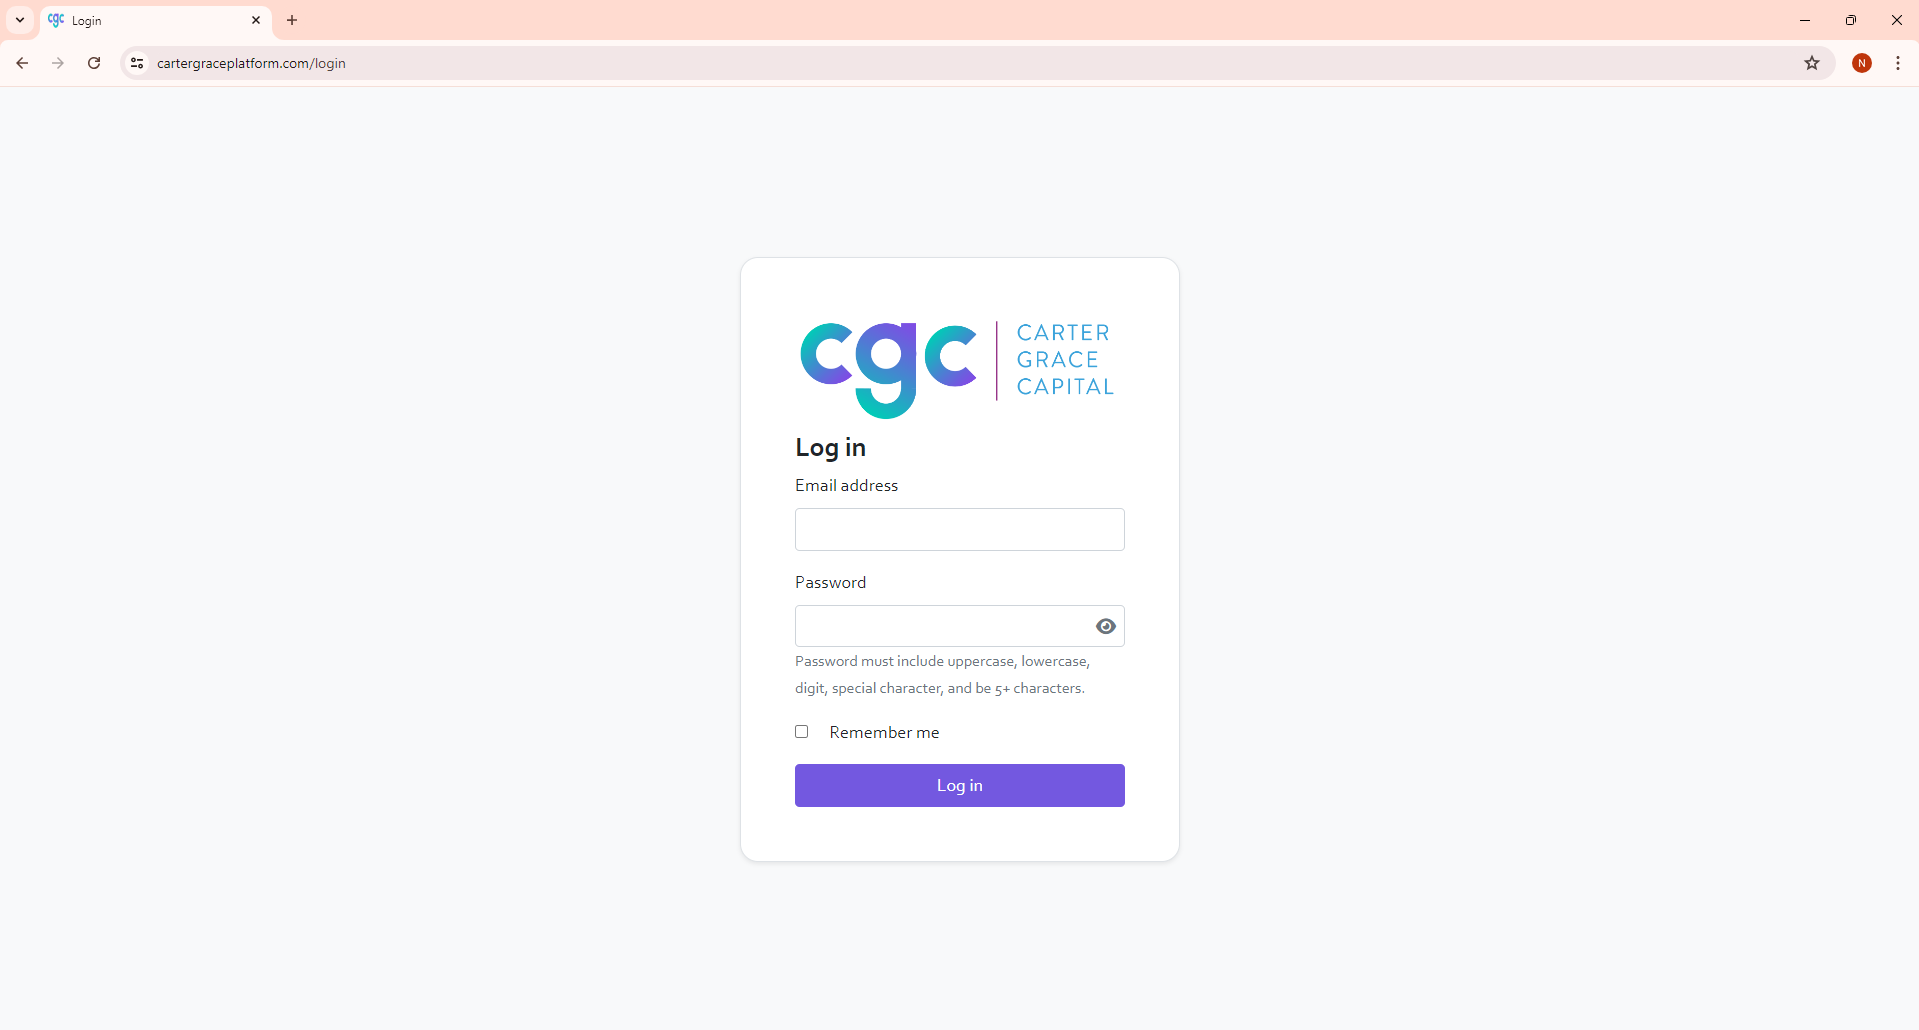 cgc Login
cartergraceplatform.com/login
N
cgc
CARTER
GRACE
CAPITAL
Log in
Email address
Password
Password must include uppercase, lowercase,
digit, special character, and be 5+ characters.
Remember me
Log in